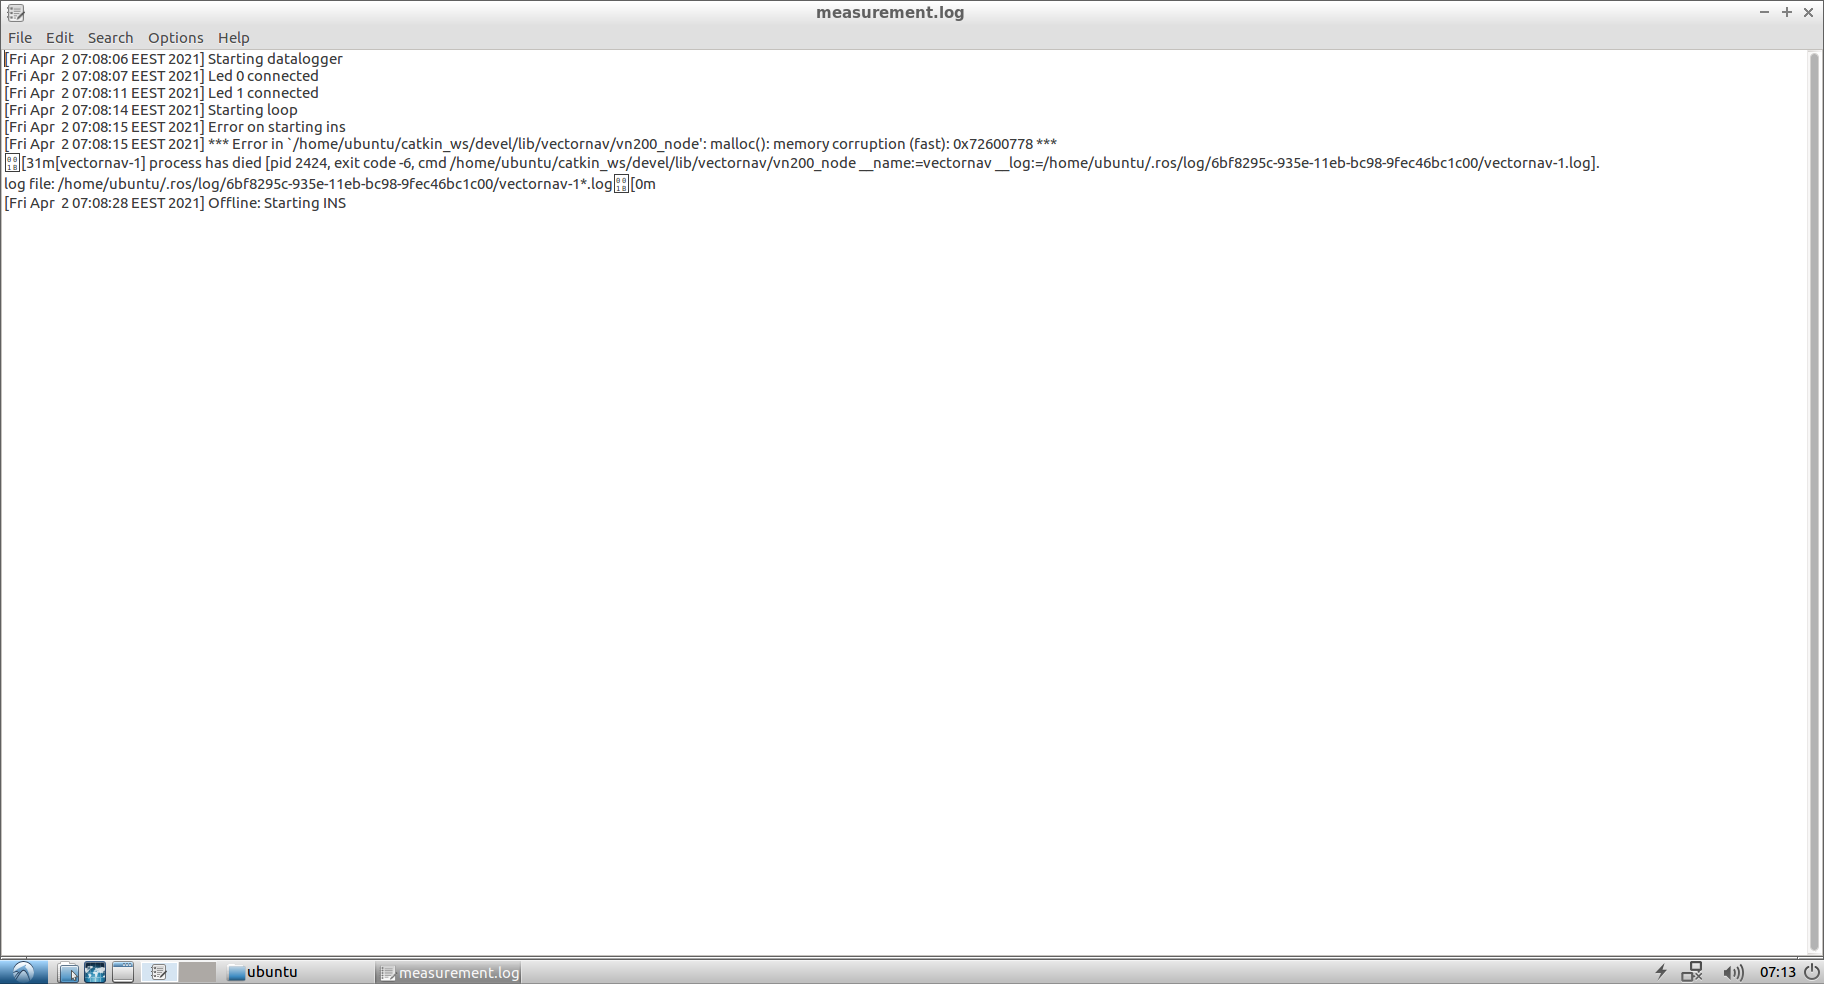 measurement.log
File Edit Search Options Help
[Fri Apr  2 07:08:06 EEST 2021] Starting datalogger
[Fri Apr  2 07:08:07 EEST 2021] Led 0 connected
[Fri Apr  2 07:08:11 EEST 2021] Led 1 connected
[Fri Apr  2 07:08:14 EEST 2021] Starting loop
[Fri Apr  2 07:08:15 EEST 2021] Error on starting ins
[Fri Apr  2 07:08:15 EEST 2021] *** Error in `/home/ubuntu/catkin_ws/devel/lib/vectornav/vn200_node': malloc(): memory corruption (fast): 0x72600778 ***
[31m[vectornav-1] process has died [pid 2424, exit code -6, cmd /home/ubuntu/catkin_ws/devel/lib/vectornav/vn200_node __name:=vectornav __log:=/home/ubuntu/.ros/log/6bf8295c-935e-11eb-bc98-9fec46bc1c00/vectornav-1.log].
log file: /home/ubuntu/.ros/log/6bf8295c-935e-11eb-bc98-9fec46bc1c00/vectornav-1*.log[0m
[Fri Apr  2 07:08:28 EEST 2021] Offline: Starting INS
ubuntu measurement.log 07:13